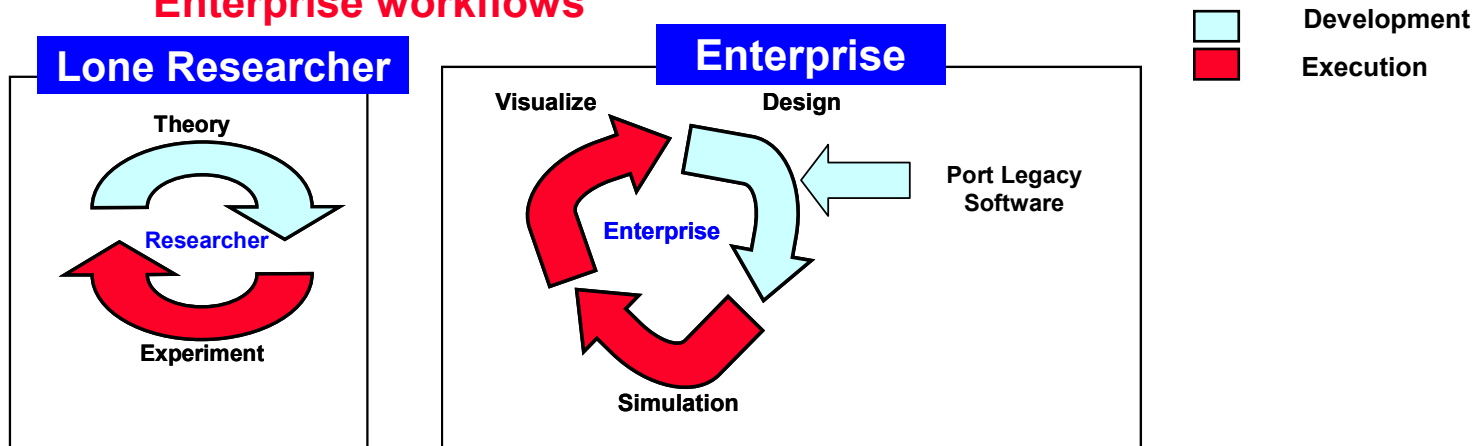 Enterprise workflows
Development
Execution
Lone Researcher
Theory
Researcher
Experiment
Enterprise
Visualize
Design
Port Legacy
Software
Enterprise
Simulation